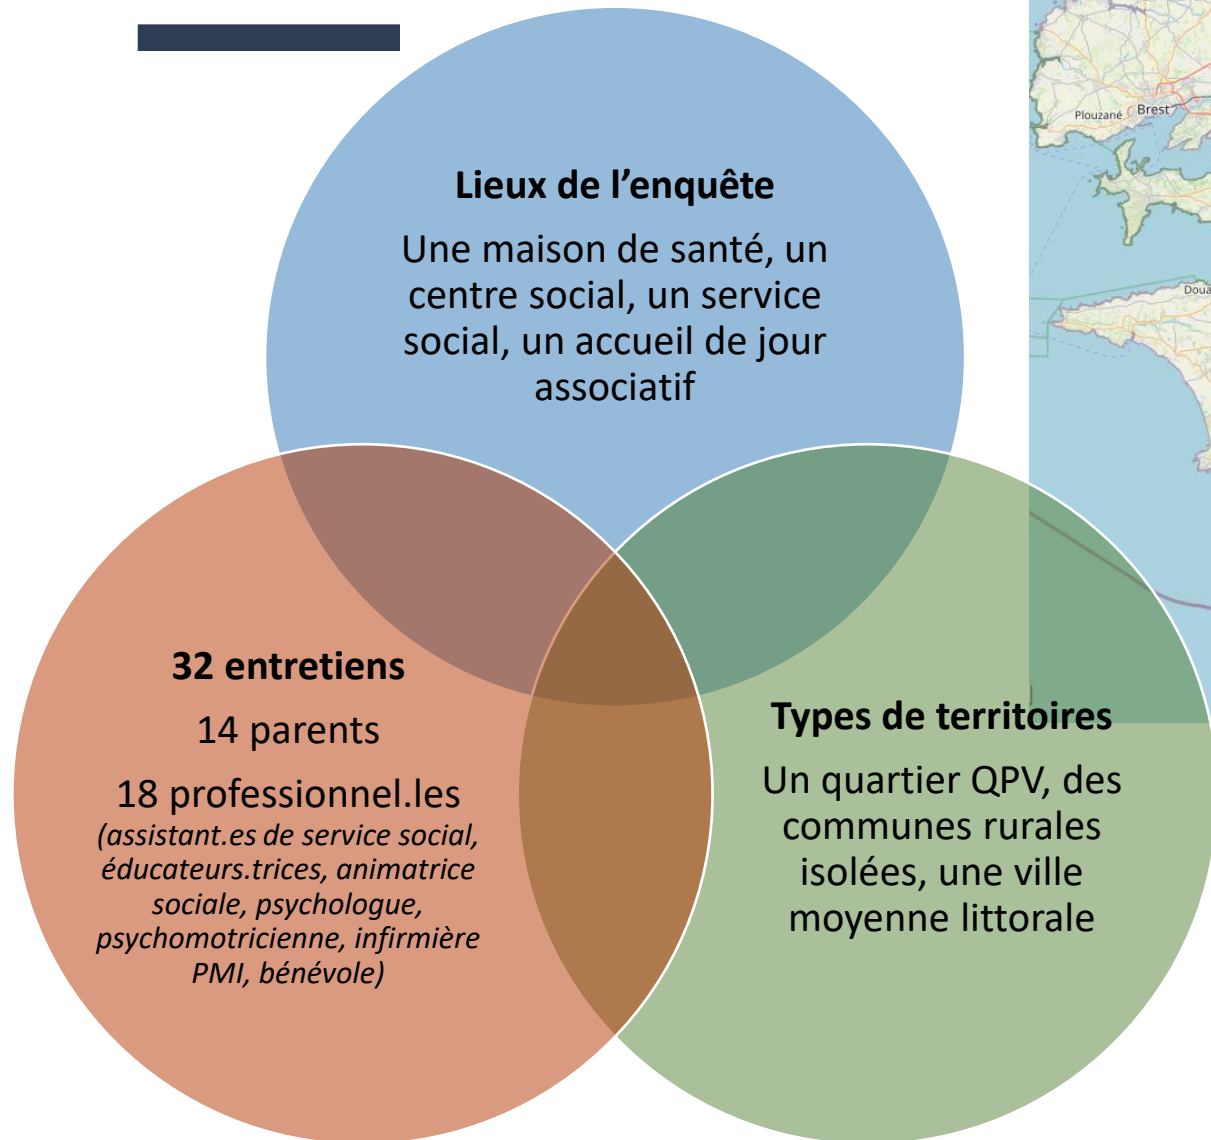 Plouzané
Brest
Lieux de l’enquête
Une maison de santé, un
centre social, un service
social, un accueil de jour
associatif
32 entretiens
14 parents
18 professionnel.les
(assistant.es de service social,
éducateurs.trices, animatrice
sociale, psychologue,
psychomotricienne, infirmière
PMI, bénévole)
Types de territoires
Un quartier QPV, des
communes rurales
isolées, une ville
moyenne littorale